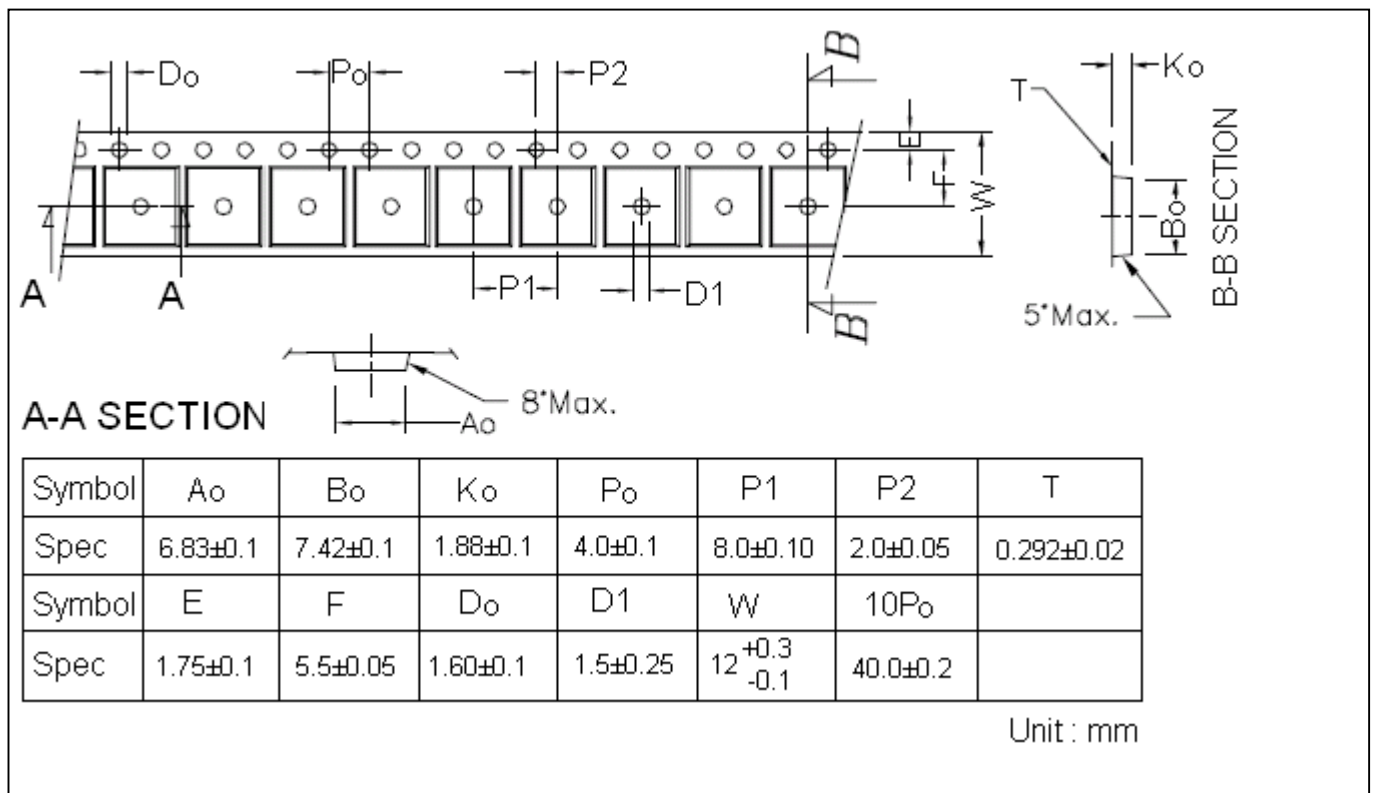 Do Po P2 B Ko
T
E
F
W
Bo
B-B SECTION
A A P1 D1 B 5°Max.
A-A SECTION Ao 8°Max.
Symbol Ao Bo Ko Po P1 P2 T
Spec 6.83±0.1 7.42±0.1 1.88±0.1 4.0±0.1 8.0±0.10 2.0±0.05 0.292±0.02
Symbol E F Do D1 W 10Po
Spec 1.75±0.1 5.5±0.05 1.60±0.1 1.5±0.25 12 +0.3 -0.1 40.0±0.2
Unit : mm